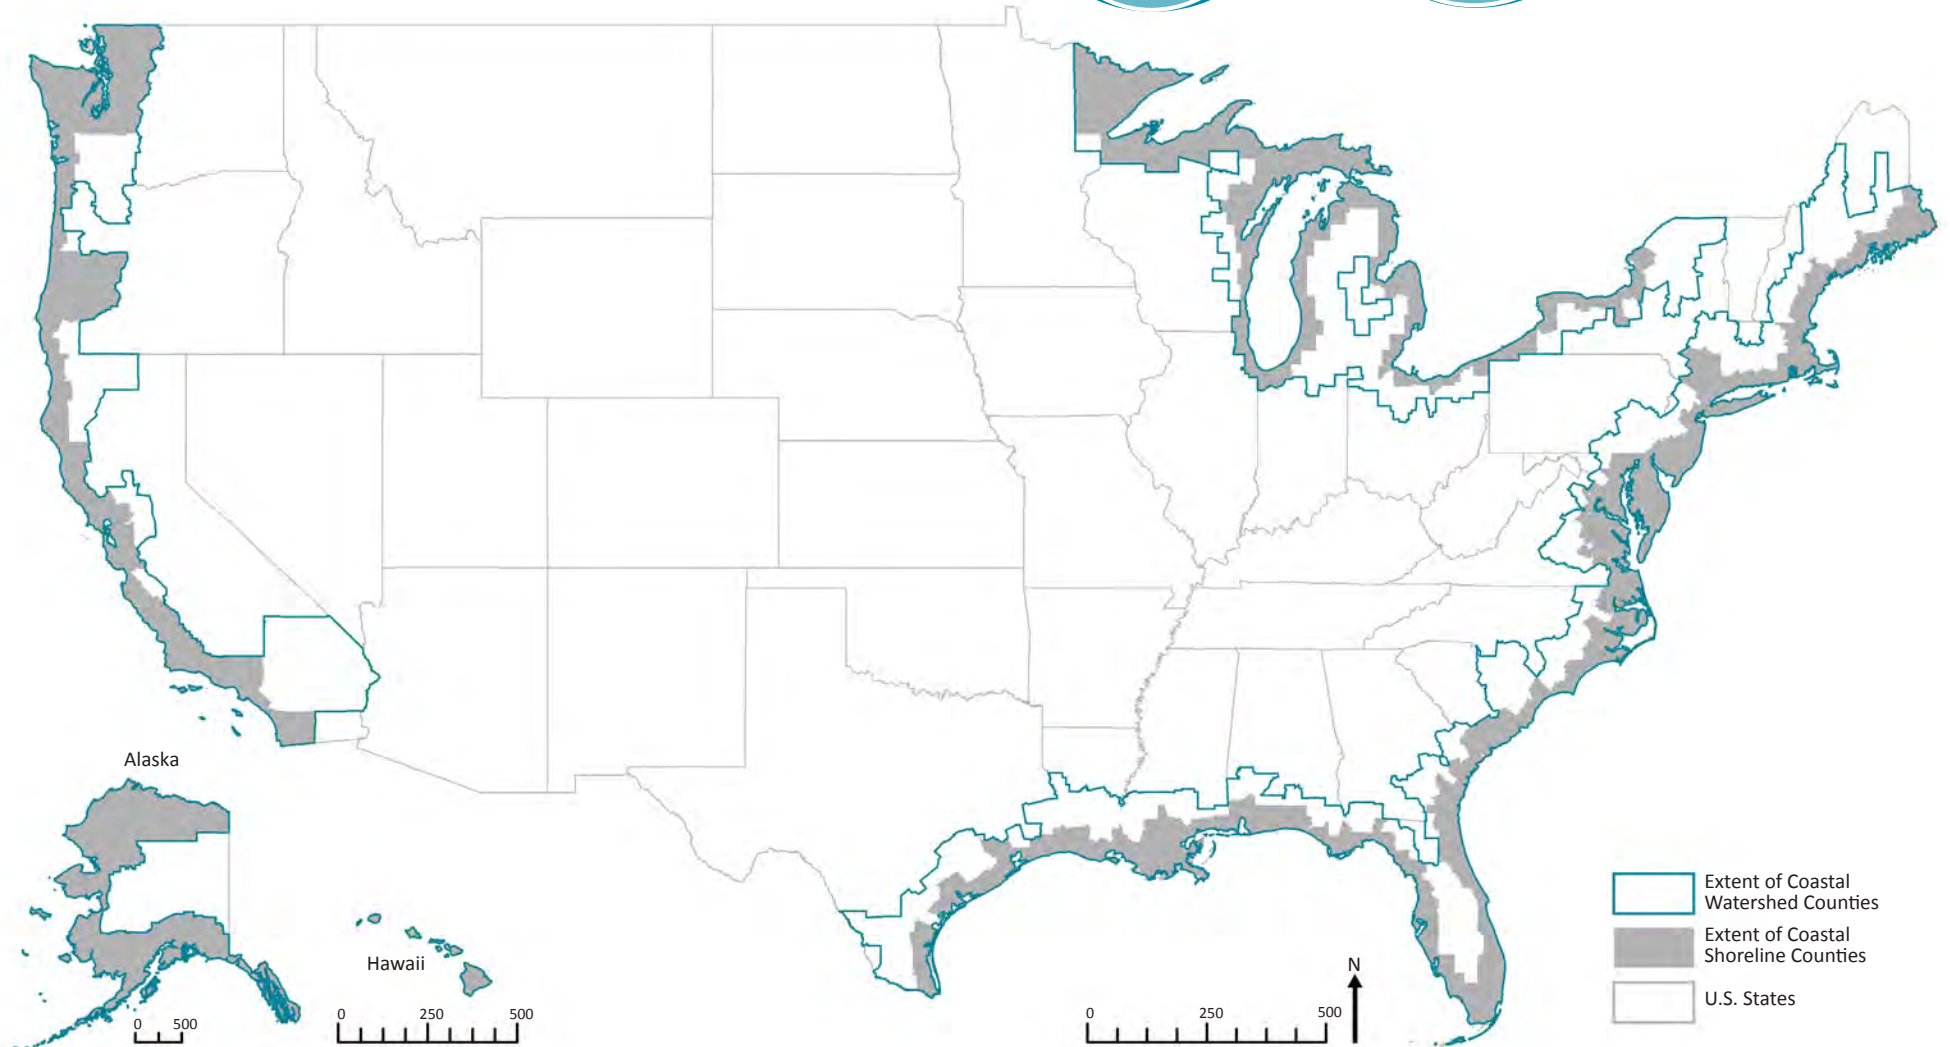 Alaska
Hawaii
0 500
0 250 500
0 250 500
N
Extent of Coastal
Watershed Counties
Extent of Coastal
Shoreline Counties
U.S. States